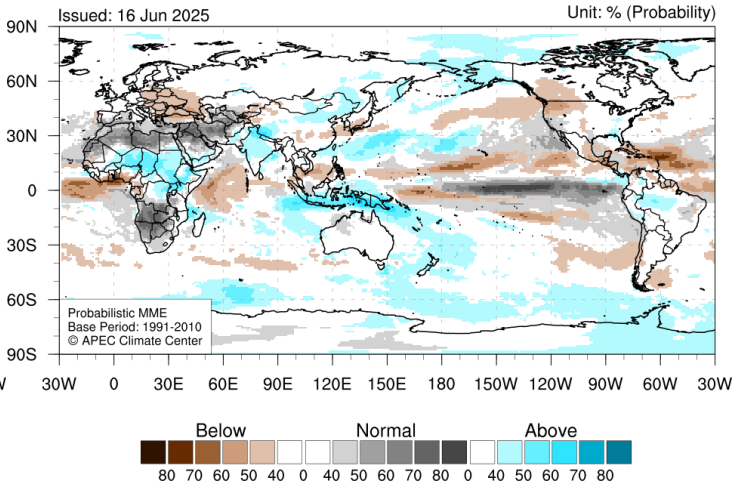 Issued: 16 Jun 2025
Unit: % (Probability)
90N
60N
30N
0
30S
60S
90S
Probabilistic MME
Base Period: 1991-2010
© APEC Climate Center
W 30W 0 30E 60E 90E 120E 150E 180 150W 120W 90W 60W 30W
Below Normal Above
80 70 60 50 40 0 40 50 60 70 80 0 40 50 60 70 80